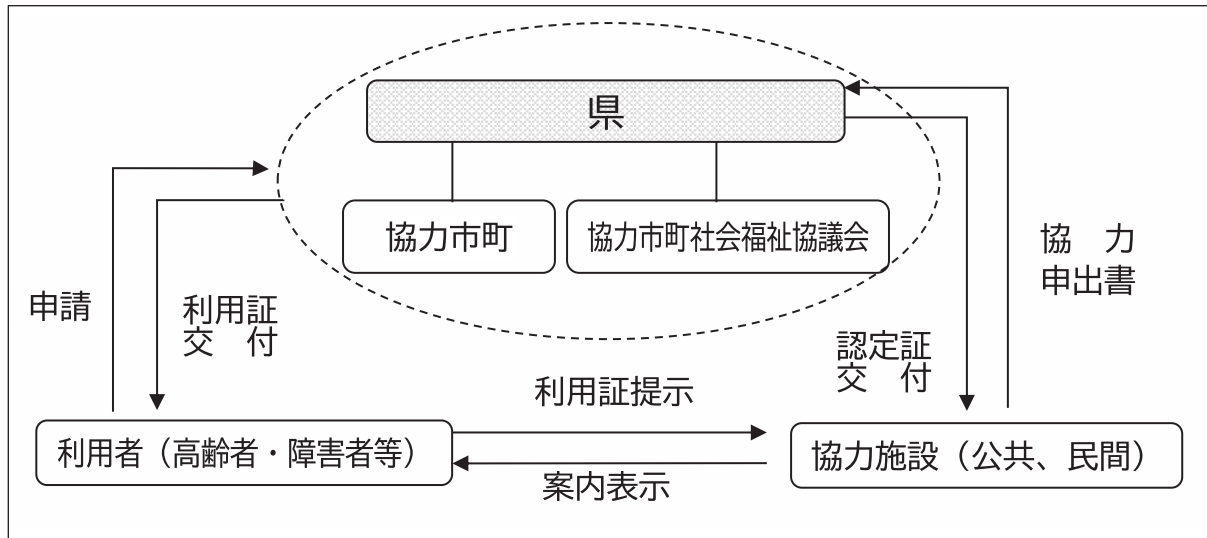 県
協力市町
協力市町社会福祉協議会
協　力
申出書
申請
利用証
交　付
認定証
交　付
利用証提示
利用者（高齢者・障害者等）
協力施設（公共、民間）
案内表示